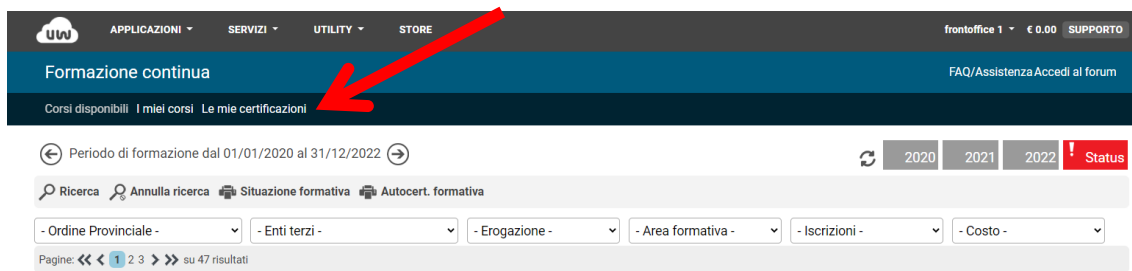 uw APPLICAZIONI SERVIZI UTILITY STORE frontoffice 1 € 0.00 SUPPORTO
Formazione continua FAQ/Assistenza Accedi al forum
Corsi disponibili I miei corsi Le mie certificazioni
Periodo di formazione dal 01/01/2020 al 31/12/2022 2020 2021 2022 ! Status
Ricerca Annulla ricerca Situazione formativa Autocert. formativa
- Ordine Provinciale - - Enti terzi - - Erogazione - - Area formativa - - Iscrizioni - - Costo -
Pagine: 1 2 3 su 47 risultati